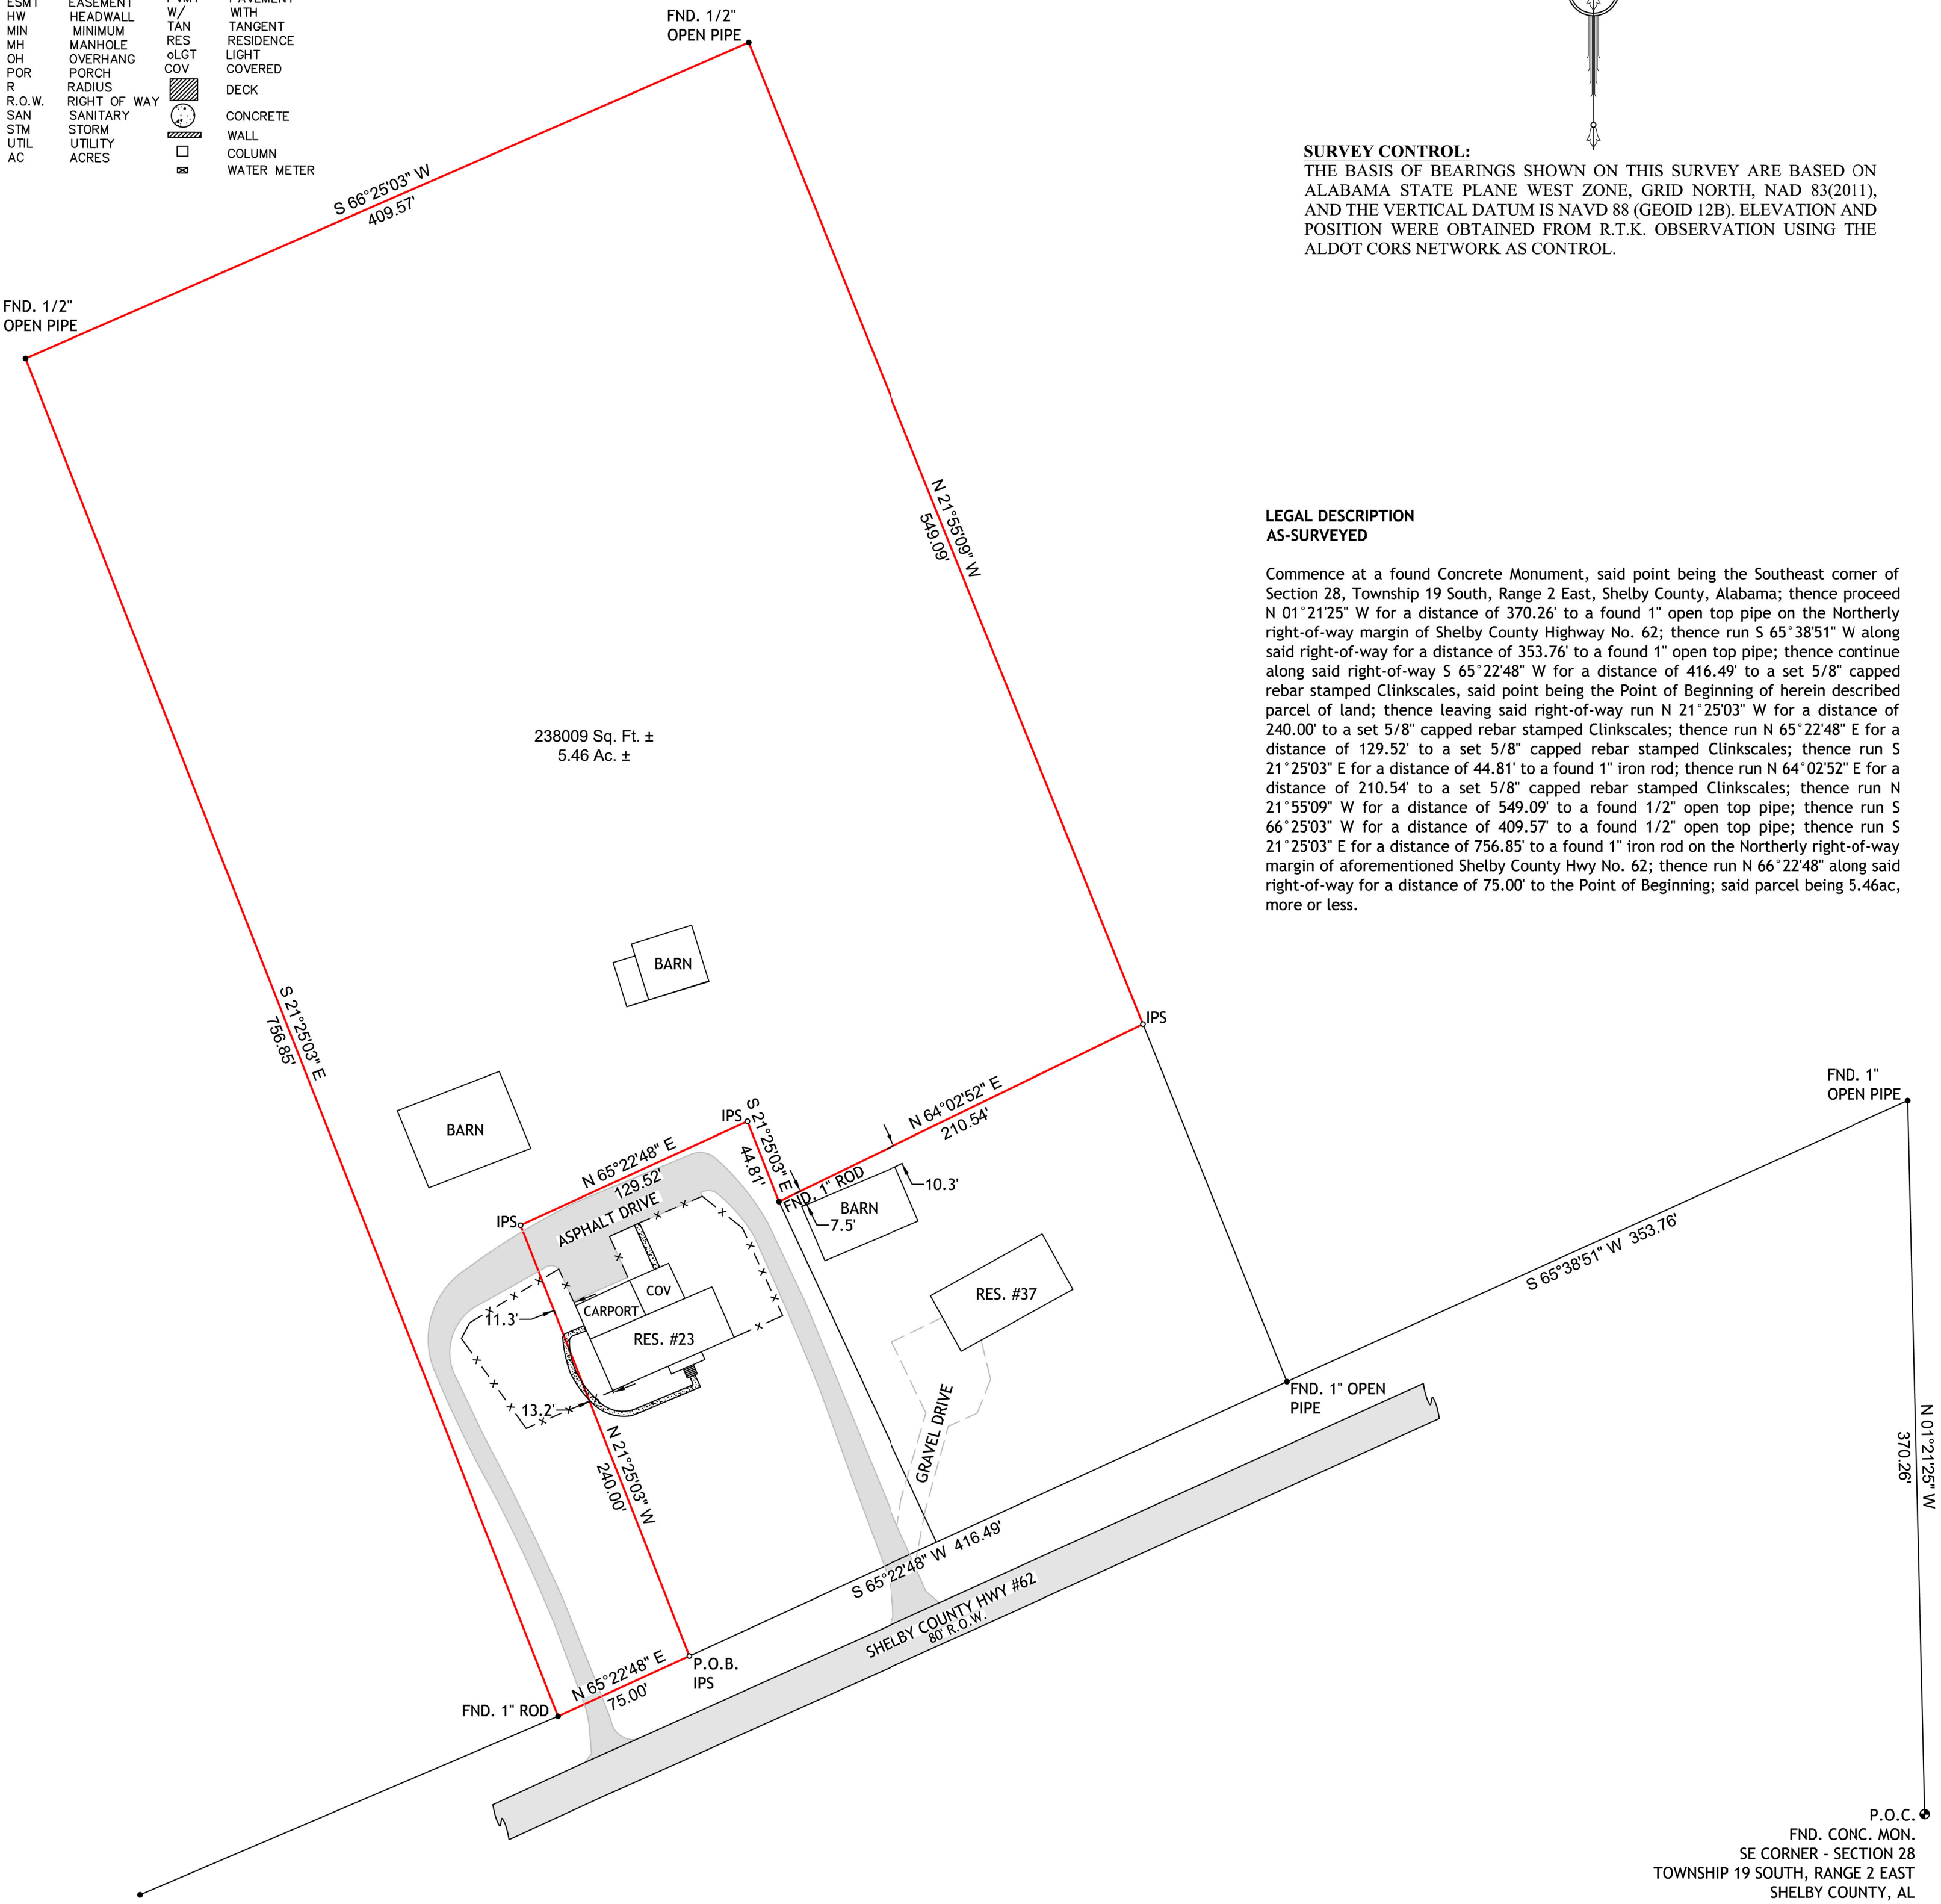 ESMT EASEMENT
HW HEADWALL
MIN MINIMUM
MH MANHOLE
OH OVERHANG
POR PORCH
R RADIUS
R.O.W. RIGHT OF WAY
SAN SANITARY
STM STORM
UTIL UTILITY
AC ACRES
PVMT PAVEMENT
W/ WITH
TAN TANGENT
RES RESIDENCE
oLGT LIGHT
COV COVERED
DECK
CONCRETE
WALL
COLUMN
WATER METER
FND. 1/2"
OPEN PIPE
SURVEY CONTROL:
THE BASIS OF BEARINGS SHOWN ON THIS SURVEY ARE BASED ON
ALABAMA STATE PLANE WEST ZONE, GRID NORTH, NAD 83(2011),
AND THE VERTICAL DATUM IS NAVD 88 (GEOID 12B). ELEVATION AND
POSITION WERE OBTAINED FROM R.T.K. OBSERVATION USING THE
ALDOT CORS NETWORK AS CONTROL.
S 66°25'03" W
409.57'
FND. 1/2"
OPEN PIPE
N 21°55'09" W
549.09'
LEGAL DESCRIPTION
AS-SURVEYED
Commence at a found Concrete Monument, said point being the Southeast corner of
Section 28, Township 19 South, Range 2 East, Shelby County, Alabama; thence proceed
N 01°21'25" W for a distance of 370.26' to a found 1" open top pipe on the Northerly
right-of-way margin of Shelby County Highway No. 62; thence run S 65°38'51" W along
said right-of-way for a distance of 353.76' to a found 1" open top pipe; thence continue
along said right-of-way S 65°22'48" W for a distance of 416.49' to a set 5/8" capped
rebar stamped Clinkscales, said point being the Point of Beginning of herein described
parcel of land; thence leaving said right-of-way run N 21°25'03" W for a distance of
240.00' to a set 5/8" capped rebar stamped Clinkscales; thence run N 65°22'48" E for a
distance of 129.52' to a set 5/8" capped rebar stamped Clinkscales; thence run S
21°25'03" E for a distance of 44.81' to a found 1" iron rod; thence run N 64°02'52" E for a
distance of 210.54' to a set 5/8" capped rebar stamped Clinkscales; thence run N
21°55'09" W for a distance of 549.09' to a found 1/2" open top pipe; thence run S
66°25'03" W for a distance of 409.57' to a found 1/2" open top pipe; thence run S
21°25'03" E for a distance of 756.85' to a found 1" iron rod on the Northerly right-of-way
margin of aforementioned Shelby County Hwy No. 62; thence run N 66°22'48" along said
right-of-way for a distance of 75.00' to the Point of Beginning; said parcel being 5.46ac,
more or less.
238009 Sq. Ft. ±
5.46 Ac. ±
BARN
S 21°25'03" E
756.85'
BARN
IPS
N 64°02'52" E
210.54'
IPS
S 21°25'03" E
44.81'
N 65°22'48" E
129.52'
FND. 1" ROD
BARN
10.3'
7.5'
IPS
ASPHALT DRIVE
COV
CARPORT
RES. #23
11.3'
13.2'
RES. #37
GRAVEL DRIVE
FND. 1"
OPEN PIPE
S 65°38'51" W 353.76'
FND. 1" OPEN
PIPE
N 01°21'25" W
370.26'
N 21°25'03" W
240.00'
S 65°22'48" W 416.49'
SHELBY COUNTY HWY #62
80' R.O.W.
N 65°22'48" E
75.00'
P.O.B.
IPS
FND. 1" ROD
P.O.C.
FND. CONC. MON.
SE CORNER - SECTION 28
TOWNSHIP 19 SOUTH, RANGE 2 EAST
SHELBY COUNTY, AL